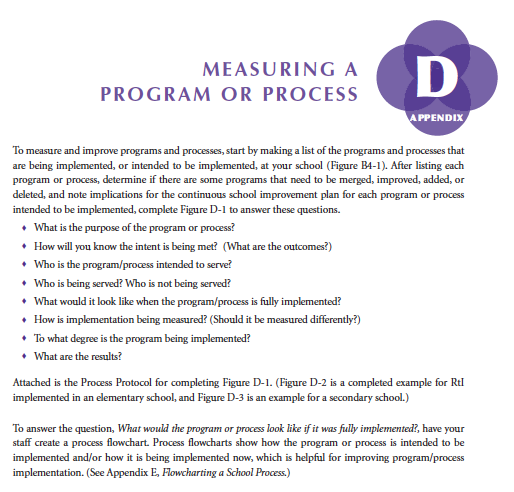 MEASURING A
PROGRAM OR PROCESS
D
APPENDIX
To measure and improve programs and processes, start by making a list of the programs and processes that
are being implemented, or intended to be implemented, at your school (Figure B4-1). After listing each
program or process, determine if there are some programs that need to be merged, improved, added, or
deleted, and note implications for the continuous school improvement plan for each program or process
intended to be implemented, complete Figure D-1 to answer these questions.
♦ What is the purpose of the program or process?
♦ How will you know the intent is being met? (What are the outcomes?)
♦ Who is the program/process intended to serve?
♦ Who is being served? Who is not being served?
♦ What would it look like when the program/process is fully implemented?
♦ How is implementation being measured? (Should it be measured differently?)
♦ To what degree is the program being implemented?
♦ What are the results?
Attached is the Process Protocol for completing Figure D-1. (Figure D-2 is a completed example for RtI
implemented in an elementary school, and Figure D-3 is an example for a secondary school.)
To answer the question, What would the program or process look like if it was fully implemented?, have your
staff create a process flowchart. Process flowcharts show how the program or process is intended to be
implemented and/or how it is being implemented now, which is helpful for improving program/process
implementation. (See Appendix E, Flowcharting a School Process.)